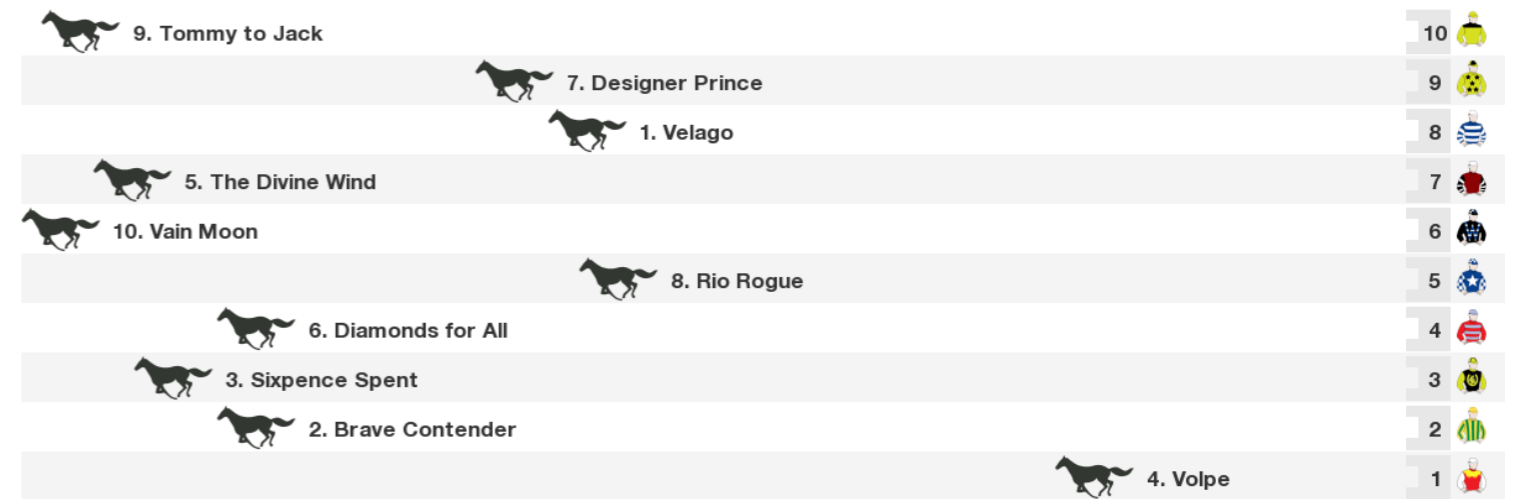 9. Tommy to Jack 10
7. Designer Prince 9
1. Velago 8
5. The Divine Wind 7
10. Vain Moon 6
8. Rio Rogue 5
6. Diamonds for All 4
3. Sixpence Spent 3
2. Brave Contender 2
4. Volpe 1